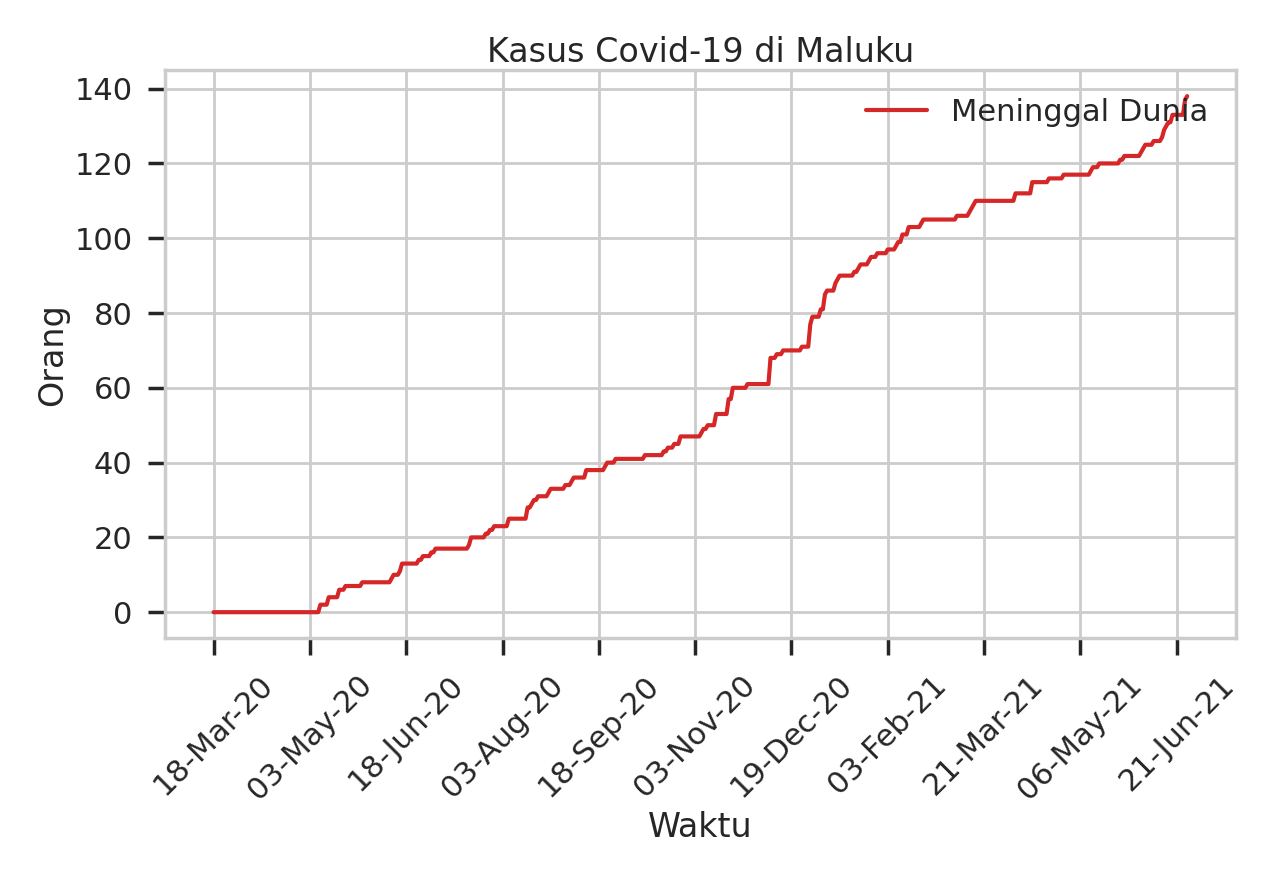 Kasus Covid-19 di Maluku
Meninggal Dunia
140
120
100
80
60
40
20
0
Orang
18-Mar-20
03-May-20
18-Jun-20
03-Aug-20
18-Sep-20
03-Nov-20
19-Dec-20
03-Feb-21
21-Mar-21
06-May-21
21-Jun-21
Waktu